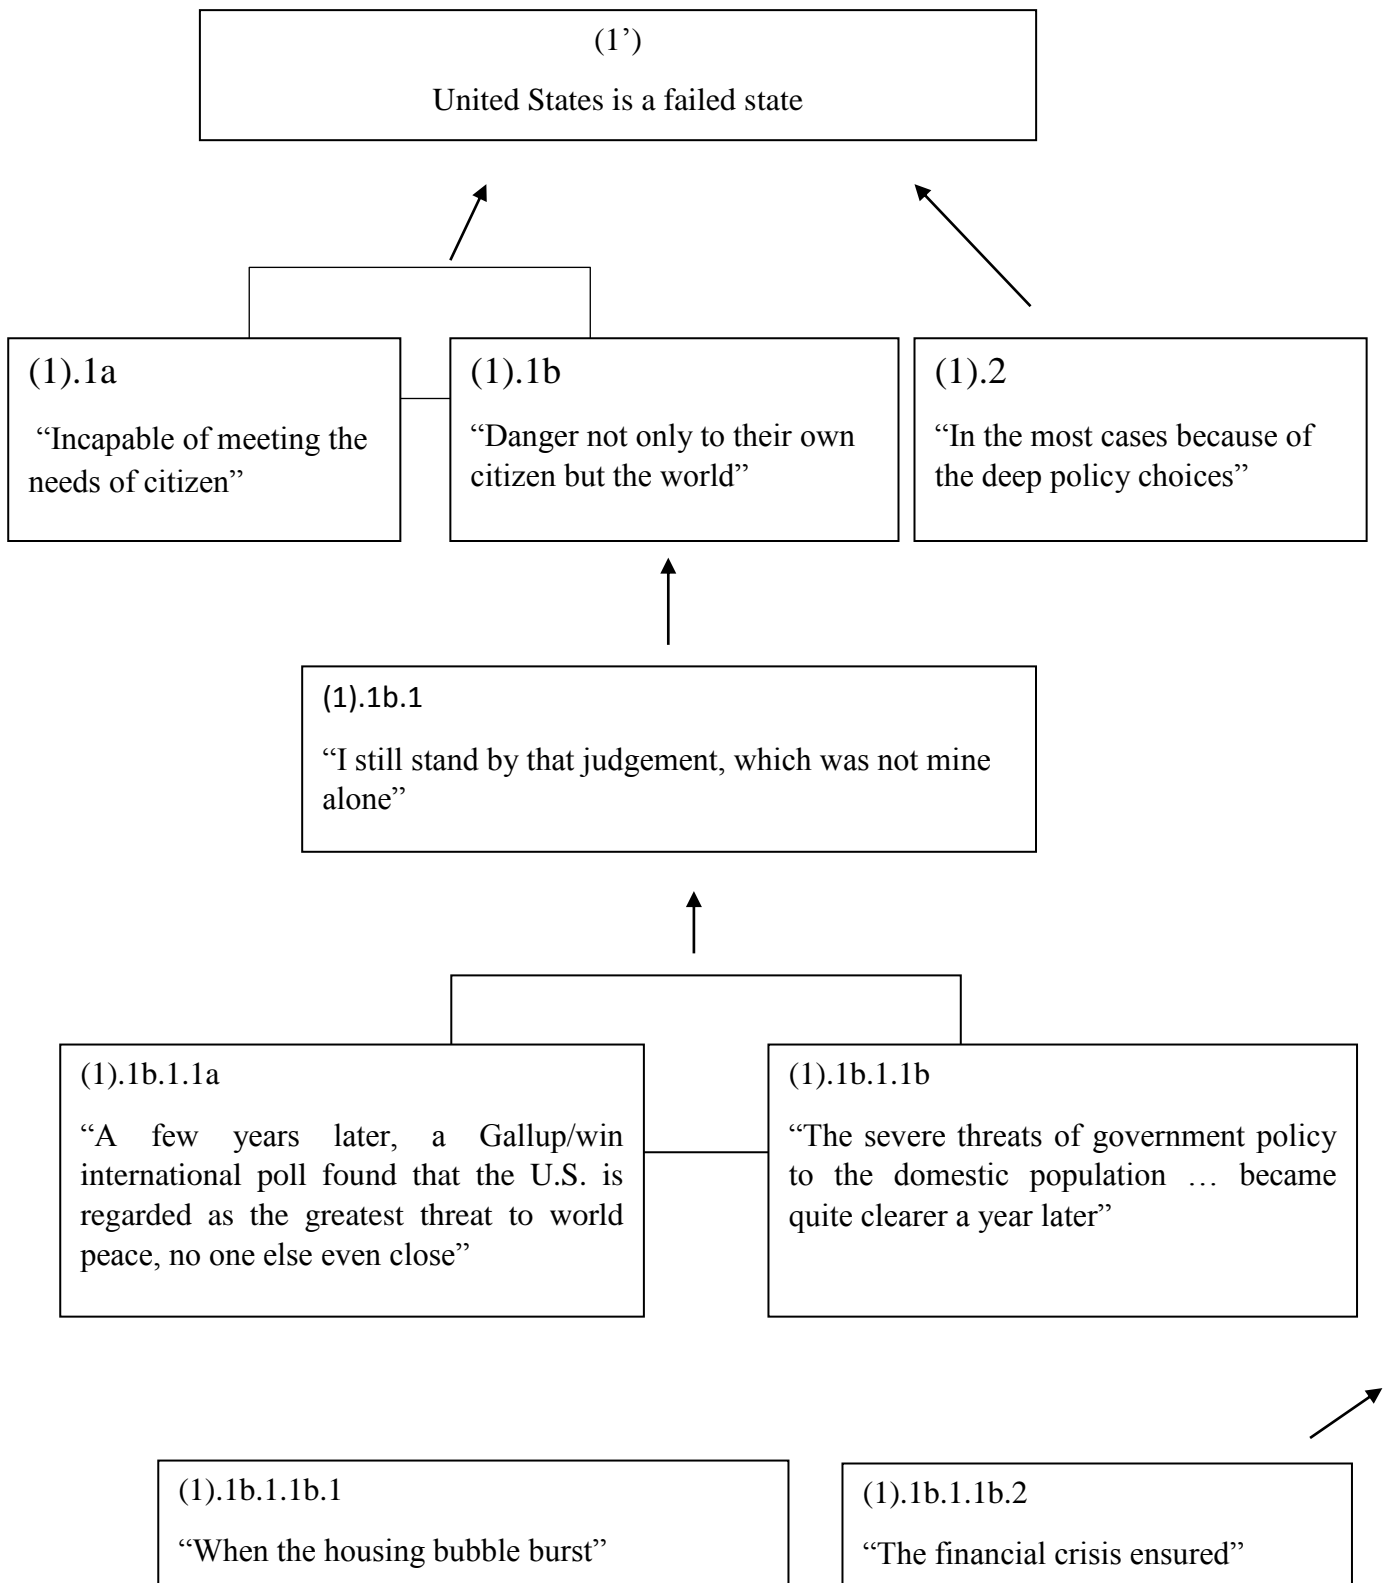 (1’)
United States is a failed state
(1).1a
“Incapable of meeting the
needs of citizen”
(1).1b
“Danger not only to their own
citizen but the world”
(1).2
“In the most cases because of
the deep policy choices”
(1).1b.1
“I still stand by that judgement, which was not mine
alone”
(1).1b.1.1a
“A few years later, a Gallup/win
international poll found that the U.S. is
regarded as the greatest threat to world
peace, no one else even close”
(1).1b.1.1b
“The severe threats of government policy
to the domestic population … became
quite clearer a year later”
(1).1b.1.1b.1
“When the housing bubble burst”
(1).1b.1.1b.2
“The financial crisis ensured”